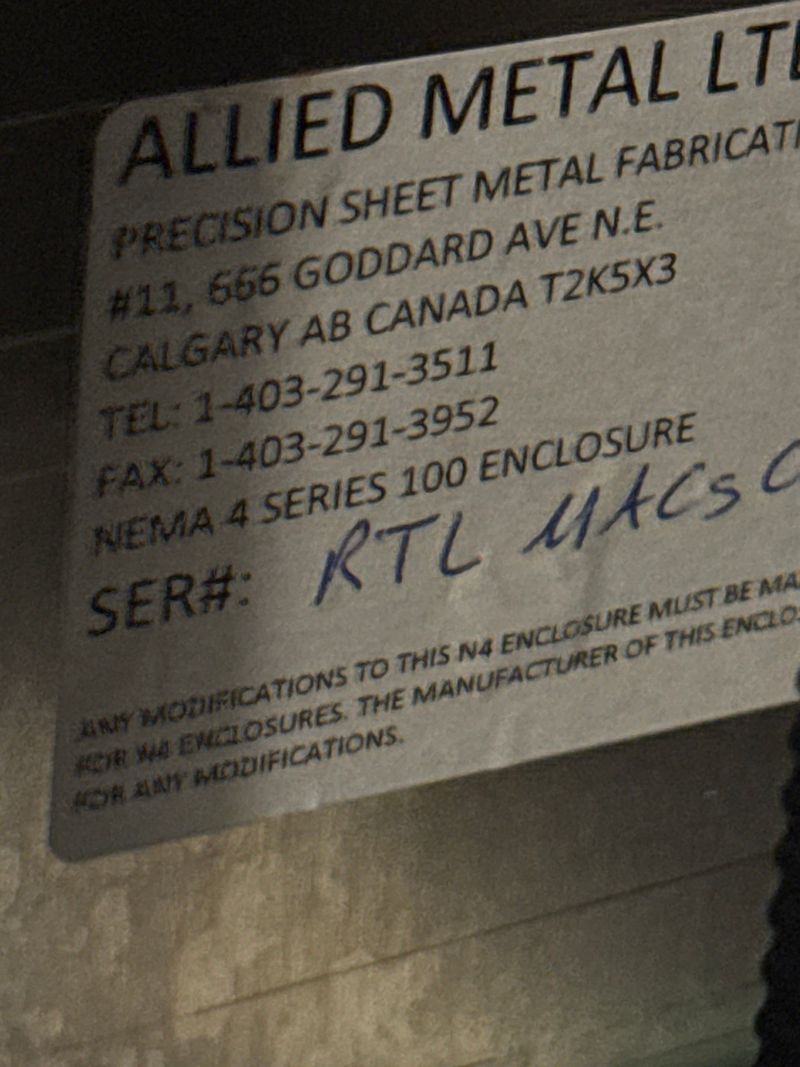 ALLIED METAL LT
PRECISION SHEET METAL FABRICATI
#11, 666 GODDARD AVE N.E.
CALGARY AB CANADA T2K5X3
TEL: 1-403-291-3511
FAX: 1-403-291-3952
NEMA 4 SERIES 100 ENCLOSURE
SER#: RTL MACS
ANY MODIFICATIONS TO THIS N4 ENCLOSURE MUST BE MA
FOR N4 ENCLOSURES. THE MANUFACTURER OF THIS ENCLO
FOR ANY MODIFICATIONS.